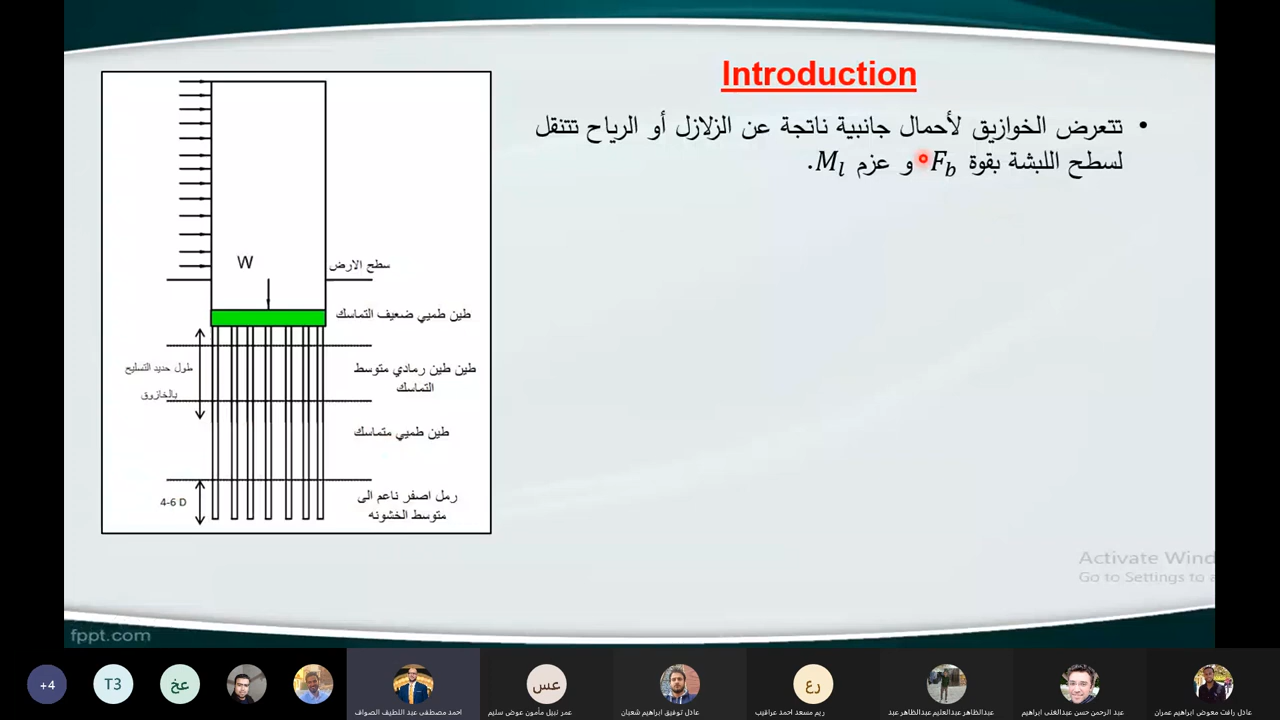 Introduction
• تتعرض الخوازيق لأحمال جانبية ناتجة عن الزلازل أو الرياح تتنقل
لسطح اللبشة بقوة F_b و عزم M_l.
W
سطح الارض
طين طميي ضعيف التماسك
طول حديد التسليح
بالخازوق
طين طين رمادي متوسط
التماسك
طين طميي متماسك
4-6 D
رمل اصفر ناعم الى
متوسط الخشونه
Activate Wind
Go to Settings to a
fppt.com
+4
T3
عخ
عس
رع
احمد مصطفى عبد اللطيف الصواف
عمر نبيل مأمون عوض سليم
عادل توفيق ابراهيم شعبان
ريم مسعد احمد عراقيب
عبدالظاهر عبدالعليم عبدالظاهر عبد
عبد الرحمن حسن عبدالغنى ابراهيم
عادل رافت معوض ابراهيم عمران